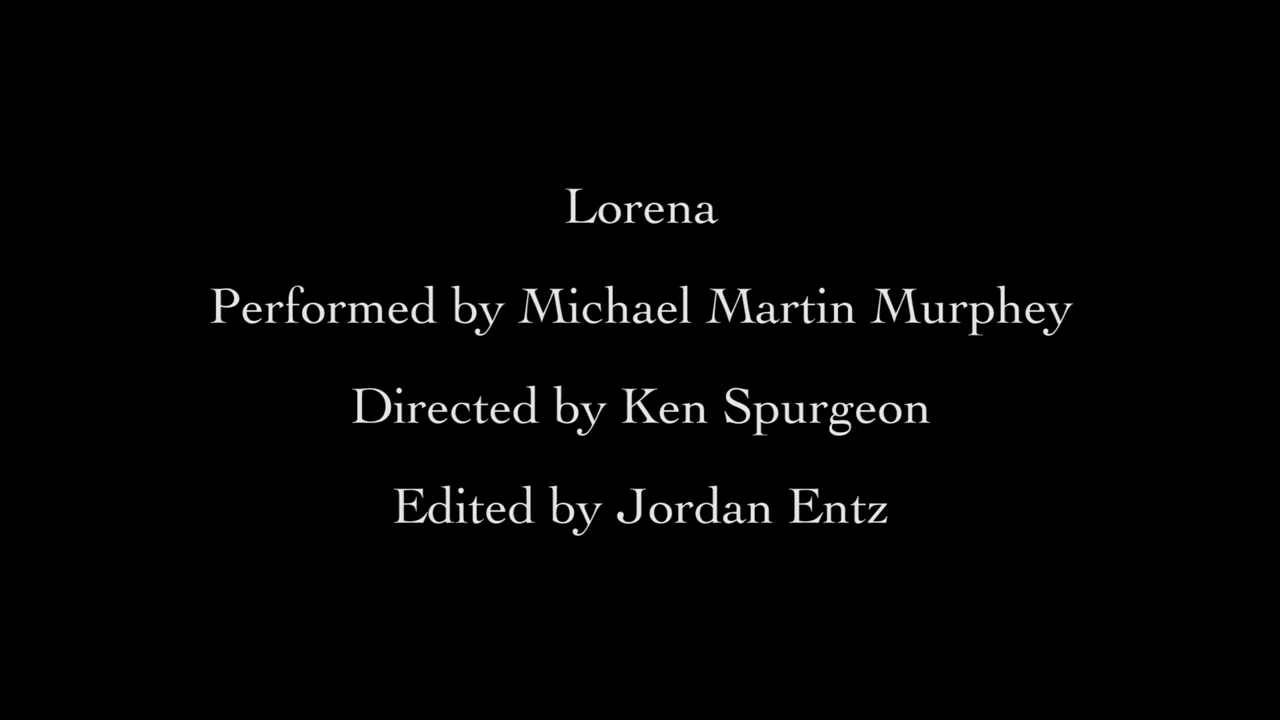 Lorena
Performed by Michael Martin Murphey
Directed by Ken Spurgeon
Edited by Jordan Entz